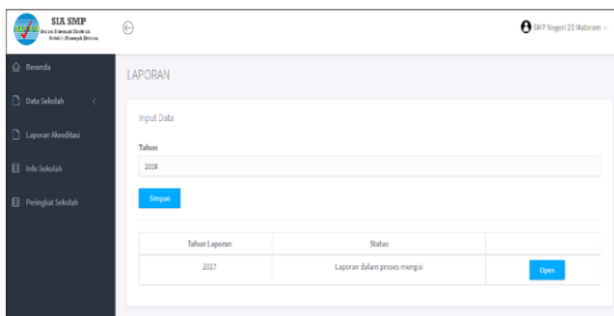 SIA SMP
SMP Negeri 23 Mataram
Beranda
Data Sekolah
Laporan Akreditasi
Info Sekolah
Peringkat Sekolah
LAPORAN
Input Data
Tahun
2018
Simpan
Tahun Laporan Status
2017 Laporan dalam proses mengisi Open